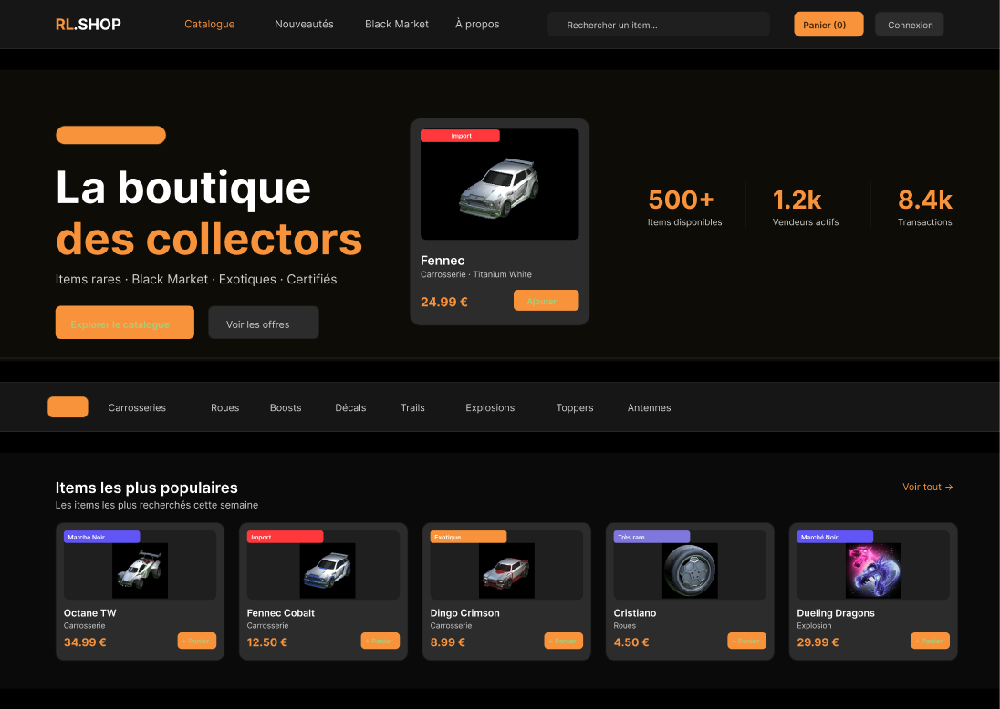 RL.SHOP
Catalogue
Nouveautés
Black Market
À propos
Rechercher un item...
Panier (0)
Connexion
La boutique
des collectors
Items rares · Black Market · Exotiques · Certifiés
Explorer le catalogue
Voir les offres
Import
Fennec
Carrosserie · Titanium White
24.99 €
Ajouter
500+
Items disponibles
1.2k
Vendeurs actifs
8.4k
Transactions
Carrosseries
Roues
Boosts
Décals
Trails
Explosions
Toppers
Antennes
Items les plus populaires
Les items les plus recherchés cette semaine
Voir tout →
Marché Noir
Octane TW
Carrosserie
34.99 €
+ Panier
Import
Fennec Cobalt
Carrosserie
12.50 €
+ Panier
Exotique
Dingo Crimson
Carrosserie
8.99 €
+ Panier
Très rare
Cristiano
Roues
4.50 €
+ Panier
Marché Noir
Dueling Dragons
Explosion
29.99 €
+ Panier